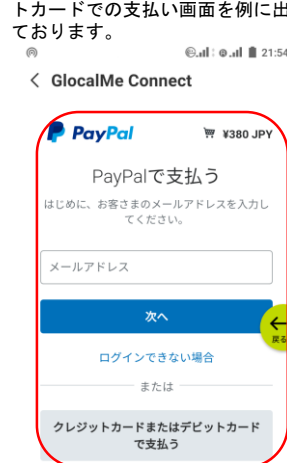 トカードでの支払い画面を例に出
ております。
21:54
GlocalMe Connect
PayPal ¥380 JPY
PayPalで支払う
はじめに、お客さまのメールアドレスを入力し
てください。
メールアドレス
次へ
戻る
ログインできない場合
または
クレジットカードまたはデビットカード
で支払う